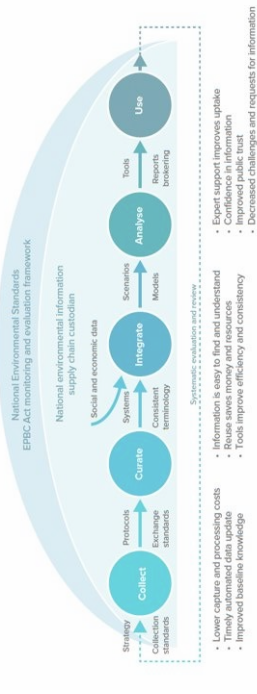 National Environmental Standards
EPBC Act monitoring and evaluation framework
National environmental information
supply chain custodian
Social and economic data
Strategy
Protocols
Systems
Scenarios
Tools
Collect
Curate
Integrate
Analyse
Use
Collection
standards
Exchange
standards
Consistent
terminology
Models
Reports
brokering
Systematic evaluation and review
• Lower capture and processing costs
• Timely automated data update
• Improved baseline knowledge
• Information is easy to find and understand
• Reuse saves money and resources
• Tools improve efficiency and consistency
• Expert support improves uptake
• Confidence in information
• Improved public trust
• Decreased challenges and requests for information